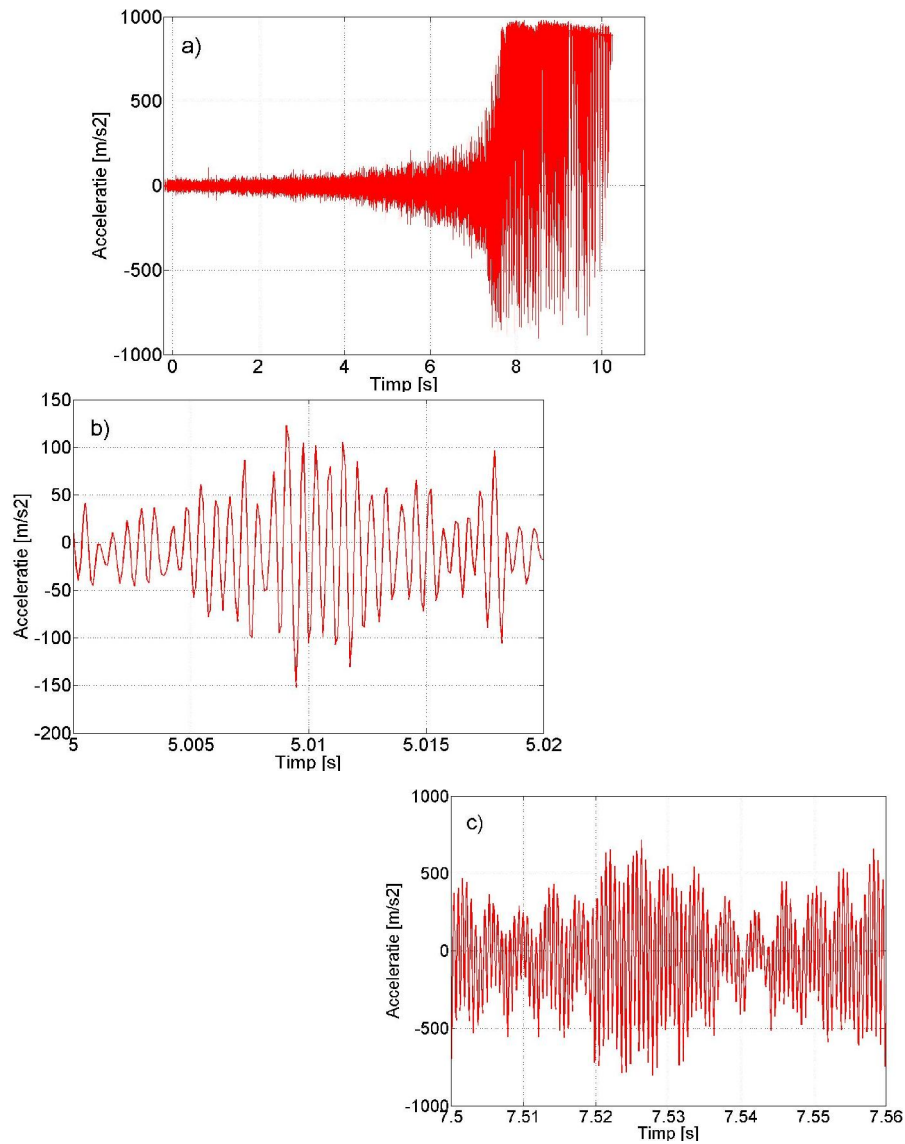 a)
1000
500
0
-500
-1000
Acceleratie [m/s2]
0 2 4 6 8 10
Timp [s]
b)
150
100
50
0
-50
-100
-150
-200
Acceleratie [m/s2]
5 5.005 5.01 5.015 5.02
Timp [s]
c)
1000
500
0
-500
-1000
Acceleratie [m/s2]
7.5 7.51 7.52 7.53 7.54 7.55 7.56
Timp [s]